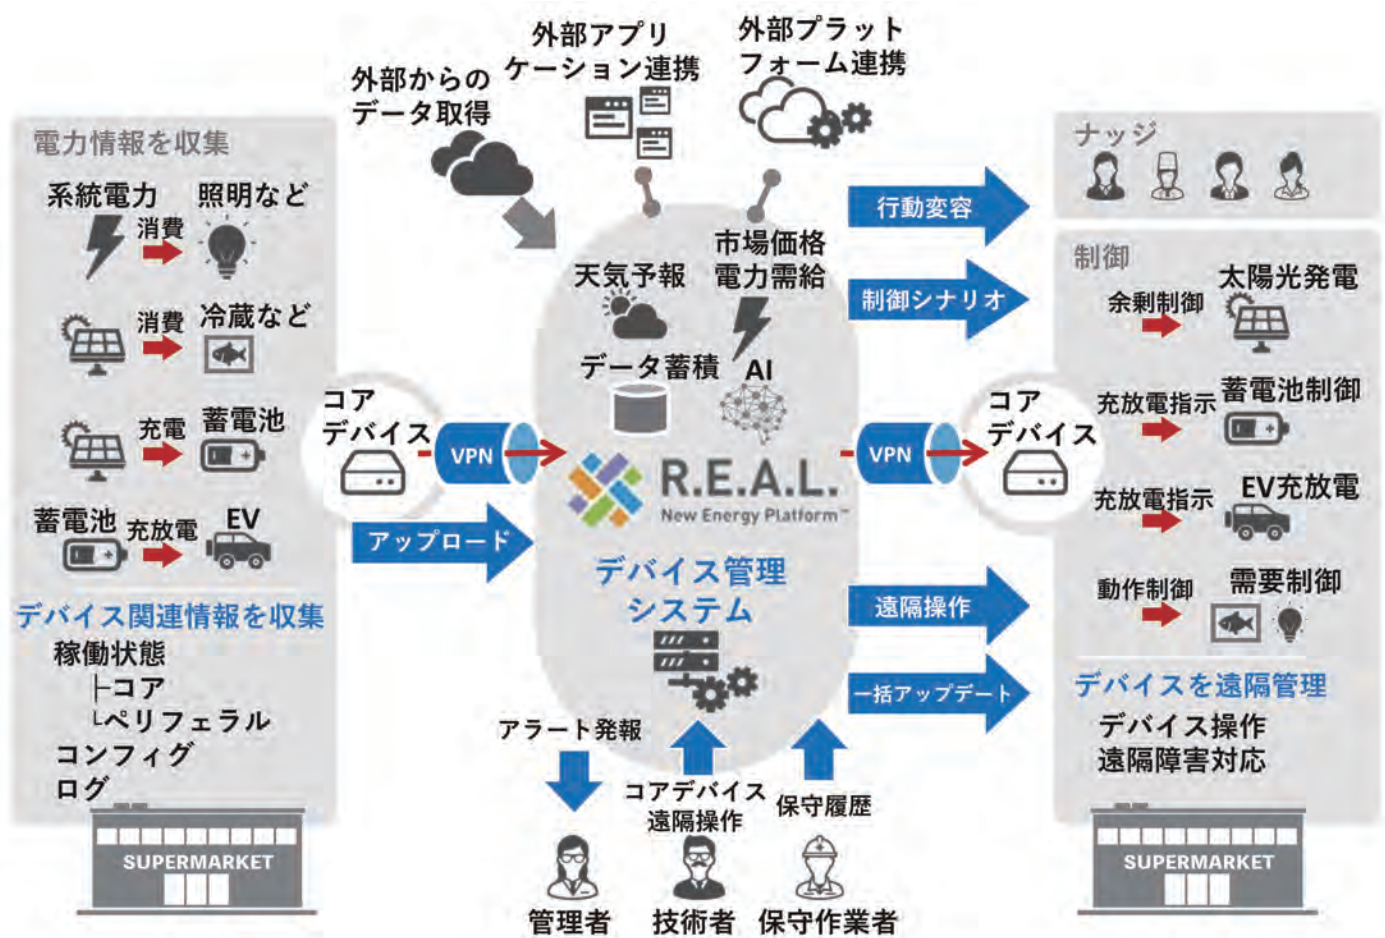 外部からの
データ取得
外部アプリ
ケーション連携
外部プラット
フォーム連携
電力情報を収集
系統電力
消費
照明など
消費
冷蔵など
充電
蓄電池
蓄電池
充放電
EV
デバイス関連情報を収集
稼働状態
├コア
└ペリフェラル
コンフィグ
ログ
SUPERMARKET
コア
デバイス
VPN
アップロード
天気予報
市場価格
電力需給
データ蓄積
AI
R.E.A.L.
New Energy Platform™
デバイス管理
システム
アラート発報
管理者
コアデバイス
遠隔操作
技術者
保守履歴
保守作業者
行動変容
制御シナリオ
VPN
遠隔操作
一括アップデート
コア
デバイス
ナッジ
制御
余剰制御
太陽光発電
充放電指示
蓄電池制御
充放電指示
EV充放電
動作制御
需要制御
デバイスを遠隔管理
デバイス操作
遠隔障害対応
SUPERMARKET